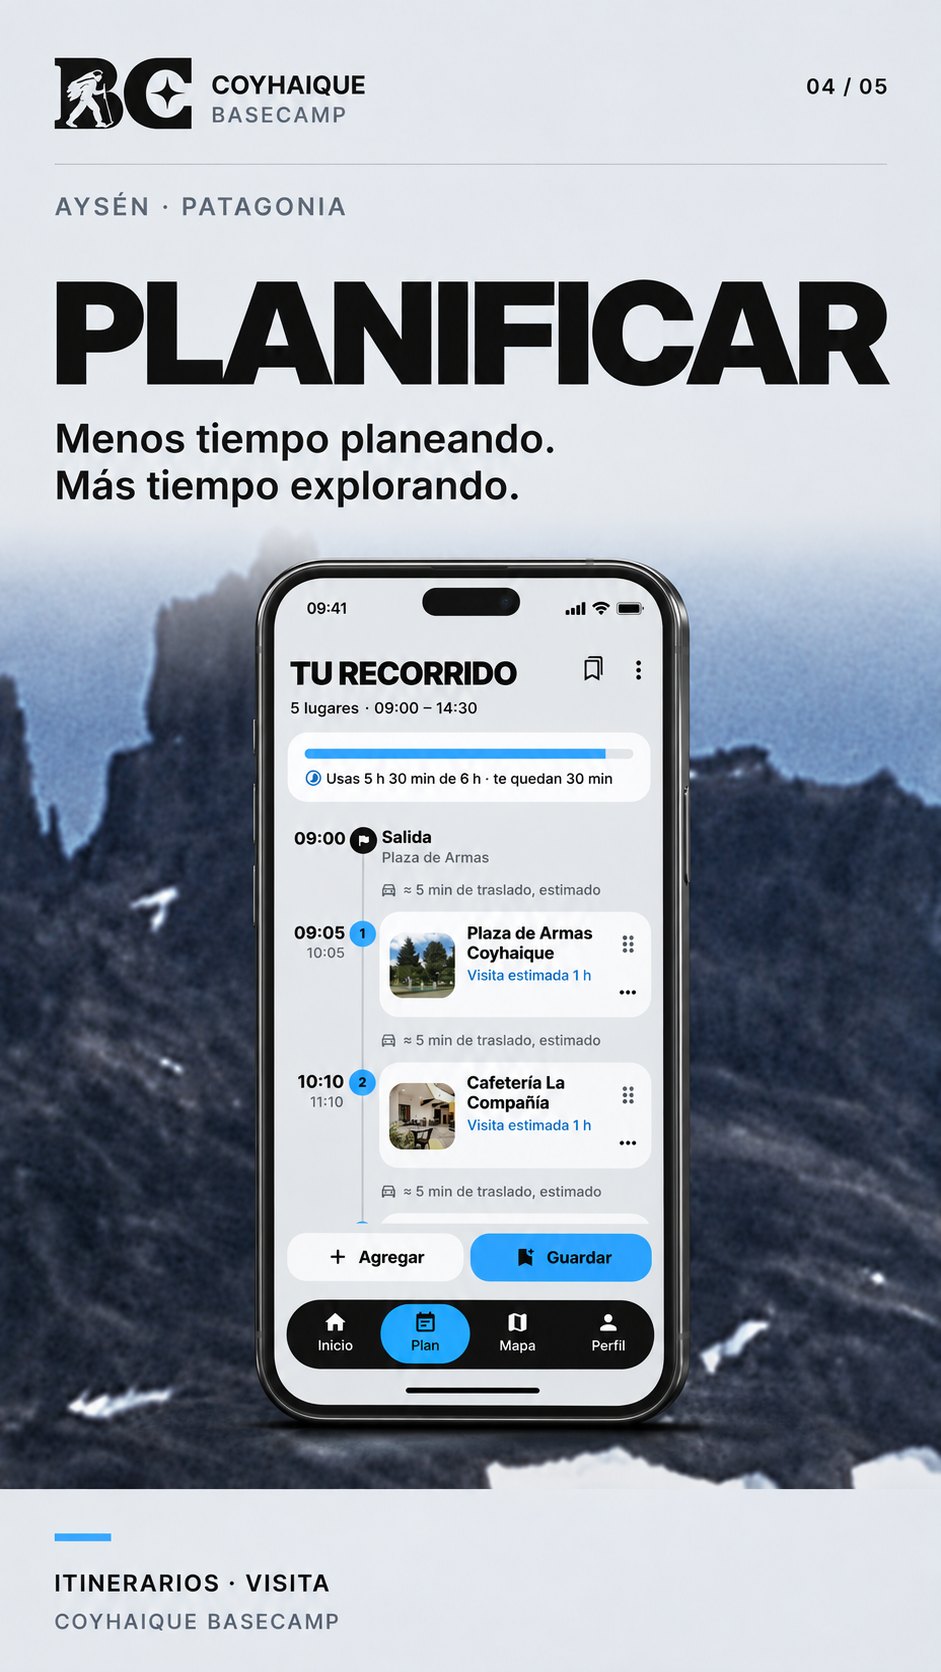 BC
COYHAIQUE
BASECAMP
04 / 05
AYSÉN · PATAGONIA
PLANIFICAR
Menos tiempo planeando.
Más tiempo explorando.
09:41
TU RECORRIDO
5 lugares · 09:00 – 14:30
Usas 5 h 30 min de 6 h · te quedan 30 min
09:00 Salida
Plaza de Armas
≈ 5 min de traslado, estimado
09:05 1 Plaza de Armas
10:05 Coyhaique
Visita estimada 1 h
≈ 5 min de traslado, estimado
10:10 2 Cafetería La
11:10 Compañía
Visita estimada 1 h
≈ 5 min de traslado, estimado
+ Agregar
Guardar
Inicio
Plan
Mapa
Perfil
ITINERARIOS · VISITA
COYHAIQUE BASECAMP